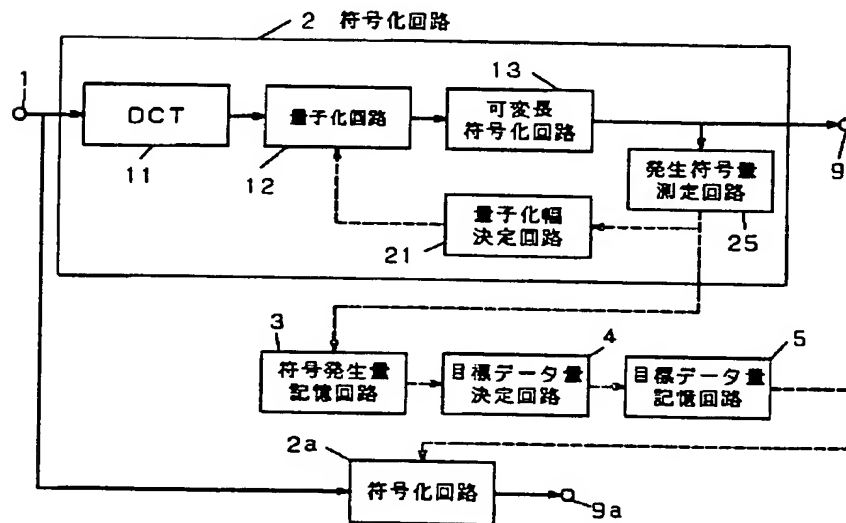 2 符号化回路
1
DCT
11
量子化回路
12
13
可変長
符号化回路
9
発生符号量
測定回路
25
量子化幅
決定回路
21
3
符号発生量
記憶回路
4
目標データ量
決定回路
5
目標データ量
記憶回路
2a
符号化回路
9a